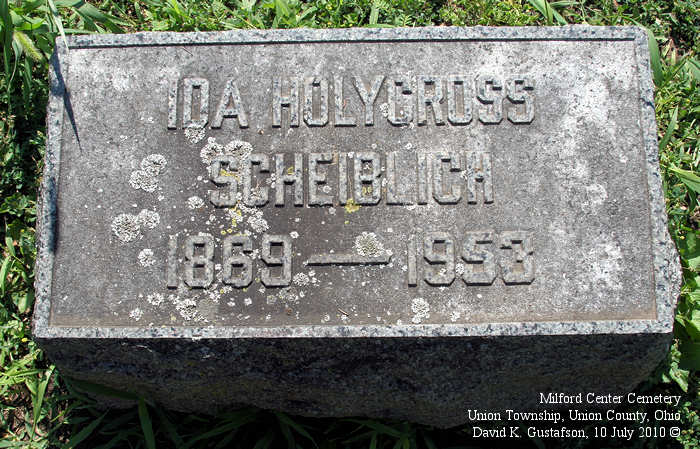 IDA HOLYCROSS
SCHEIBLICH
1869 — 1953
Milford Center Cemetery
Union Township, Union County, Ohio
David K. Gustafson, 10 July 2010 ©